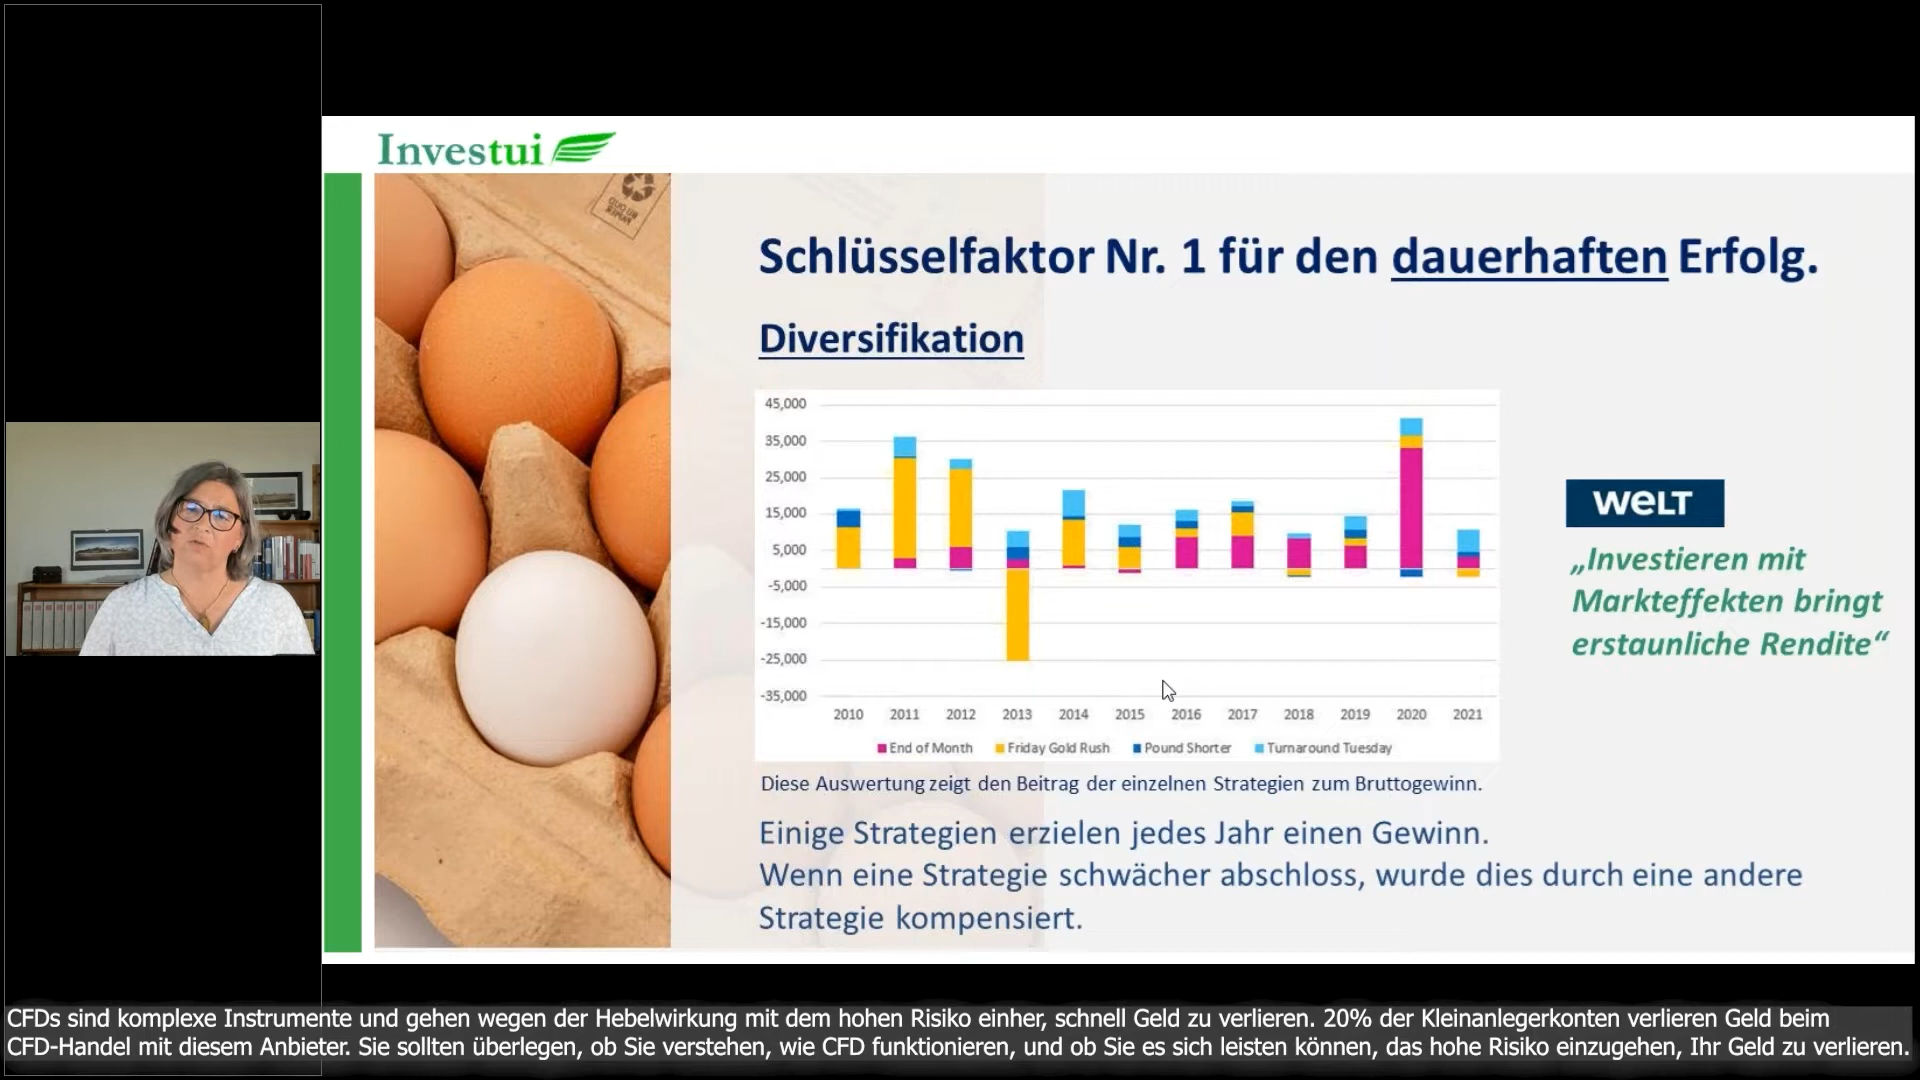 Investui
Schlüsselfaktor Nr. 1 für den dauerhaften Erfolg.
Diversifikation
45,000
35,000
25,000
15,000
5,000
-5,000
-15,000
-25,000
-35,000
2010 2011 2012 2013 2014 2015 2016 2017 2018 2019 2020 2021
End of Month Friday Gold Rush Pound Shorter Turnaround Tuesday
Diese Auswertung zeigt den Beitrag der einzelnen Strategien zum Bruttogewinn.
Einige Strategien erzielen jedes Jahr einen Gewinn.
Wenn eine Strategie schwächer abschloss, wurde dies durch eine andere
Strategie kompensiert.
WELT
„Investieren mit
Markteffekten bringt
erstaunliche Rendite“
CFDs sind komplexe Instrumente und gehen wegen der Hebelwirkung mit dem hohen Risiko einher, schnell Geld zu verlieren. 20% der Kleinanlegerkonten verlieren Geld beim
CFD-Handel mit diesem Anbieter. Sie sollten überlegen, ob Sie verstehen, wie CFD funktionieren, und ob Sie es sich leisten können, das hohe Risiko einzugehen, Ihr Geld zu verlieren.